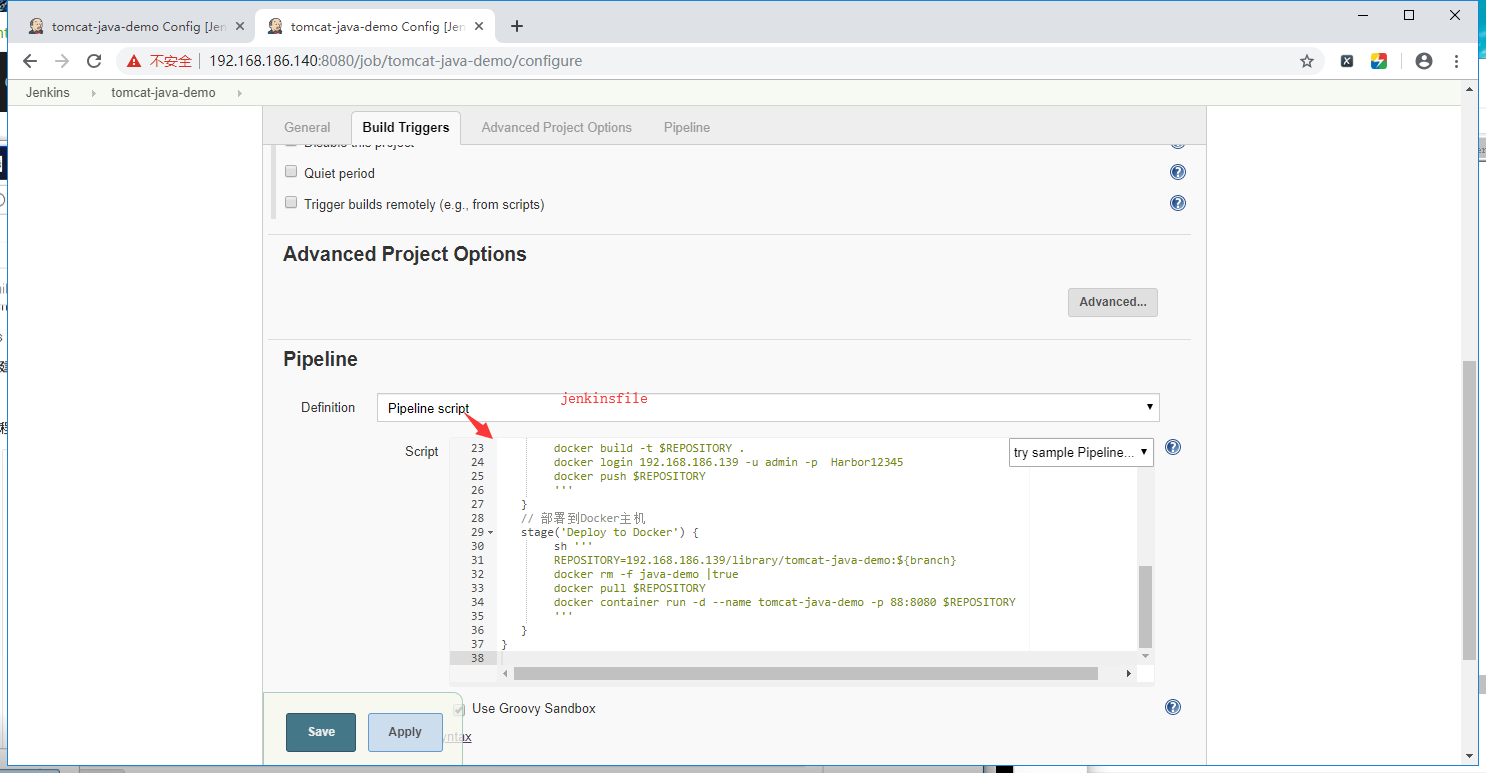 tomcat-java-demo Config [Jen
tomcat-java-demo Config [Jen
不安全 192.168.186.140:8080/job/tomcat-java-demo/configure
Jenkins tomcat-java-demo
General Build Triggers Advanced Project Options Pipeline
Disable this project
Quiet period
Trigger builds remotely (e.g., from scripts)
Advanced Project Options
Advanced...
Pipeline
jenkinsfile
Definition Pipeline script
Script
try sample Pipeline...
23 docker build -t $REPOSITORY .
24 docker login 192.168.186.139 -u admin -p  Harbor12345
25 docker push $REPOSITORY
26 '''
27 }
28 // 部署到Docker主机
29 stage('Deploy to Docker') {
30 sh '''
31 REPOSITORY=192.168.186.139/library/tomcat-java-demo:${branch}
32 docker rm -f java-demo |true
33 docker pull $REPOSITORY
34 docker container run -d --name tomcat-java-demo -p 88:8080 $REPOSITORY
35 '''
36 }
37 }
38
Use Groovy Sandbox
Save Apply
ntax